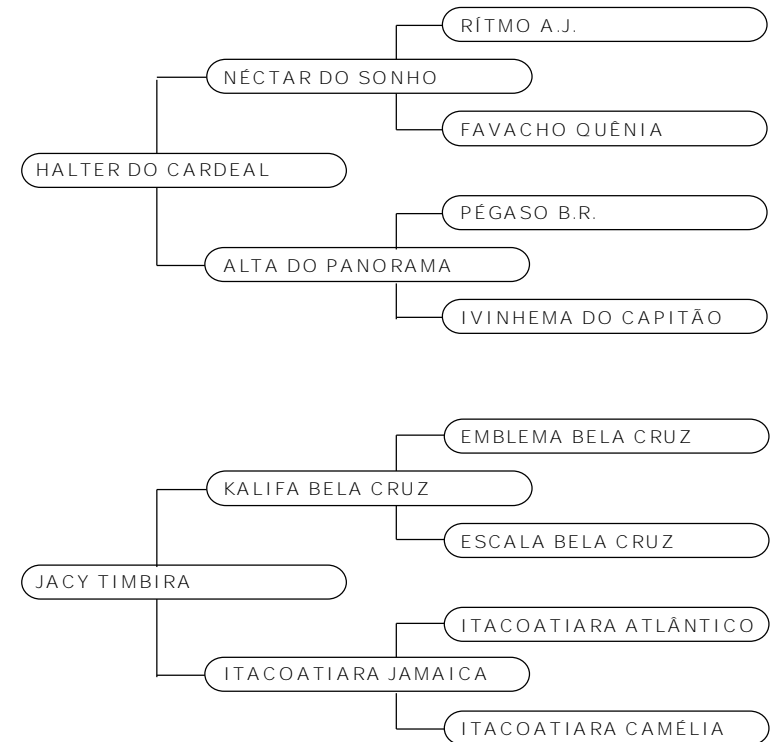 RÍTMO A.J.
NÉCTAR DO SONHO
FAVACHO QUÊNIA
HALTER DO CARDEAL
PÉGASO B.R.
ALTA DO PANORAMA
IVINHEMA DO CAPITÃO
EMBLEMA BELA CRUZ
KALIFA BELA CRUZ
ESCALA BELA CRUZ
JACY TIMBIRA
ITACOATIARA ATLÂNTICO
ITACOATIARA JAMAICA
ITACOATIARA CAMÉLIA